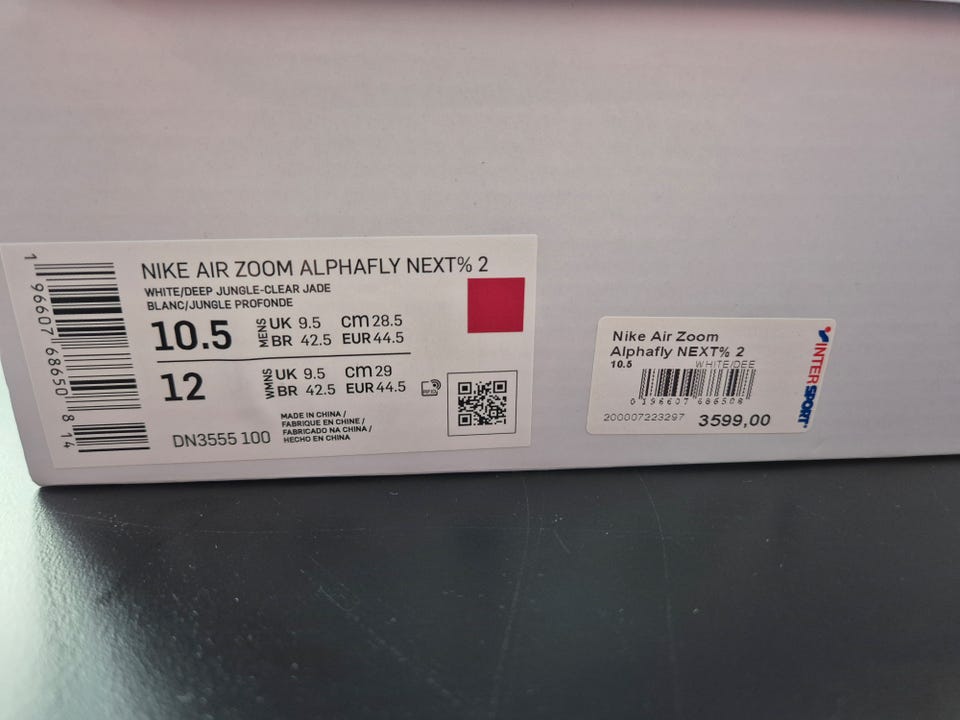 NIKE AIR ZOOM ALPHAFLY NEXT% 2
WHITE/DEEP JUNGLE-CLEAR JADE
BLANC/JUNGLE PROFONDE
10.5 MENS UK 9.5 cm 28.5
BR 42.5 EUR 44.5
12 WMNS UK 9.5 cm 29
BR 42.5 EUR 44.5
MADE IN CHINA /
FABRIQUE EN CHINE /
FABRICADO NA CHINA /
HECHO EN CHINA
DN3555 100
1 96607 68650 8 14
Nike Air Zoom
Alphafly NEXT% 2
10.5 WHITE/DEE
0 196607 686508
200007223297 3599,00
INTERSPORT